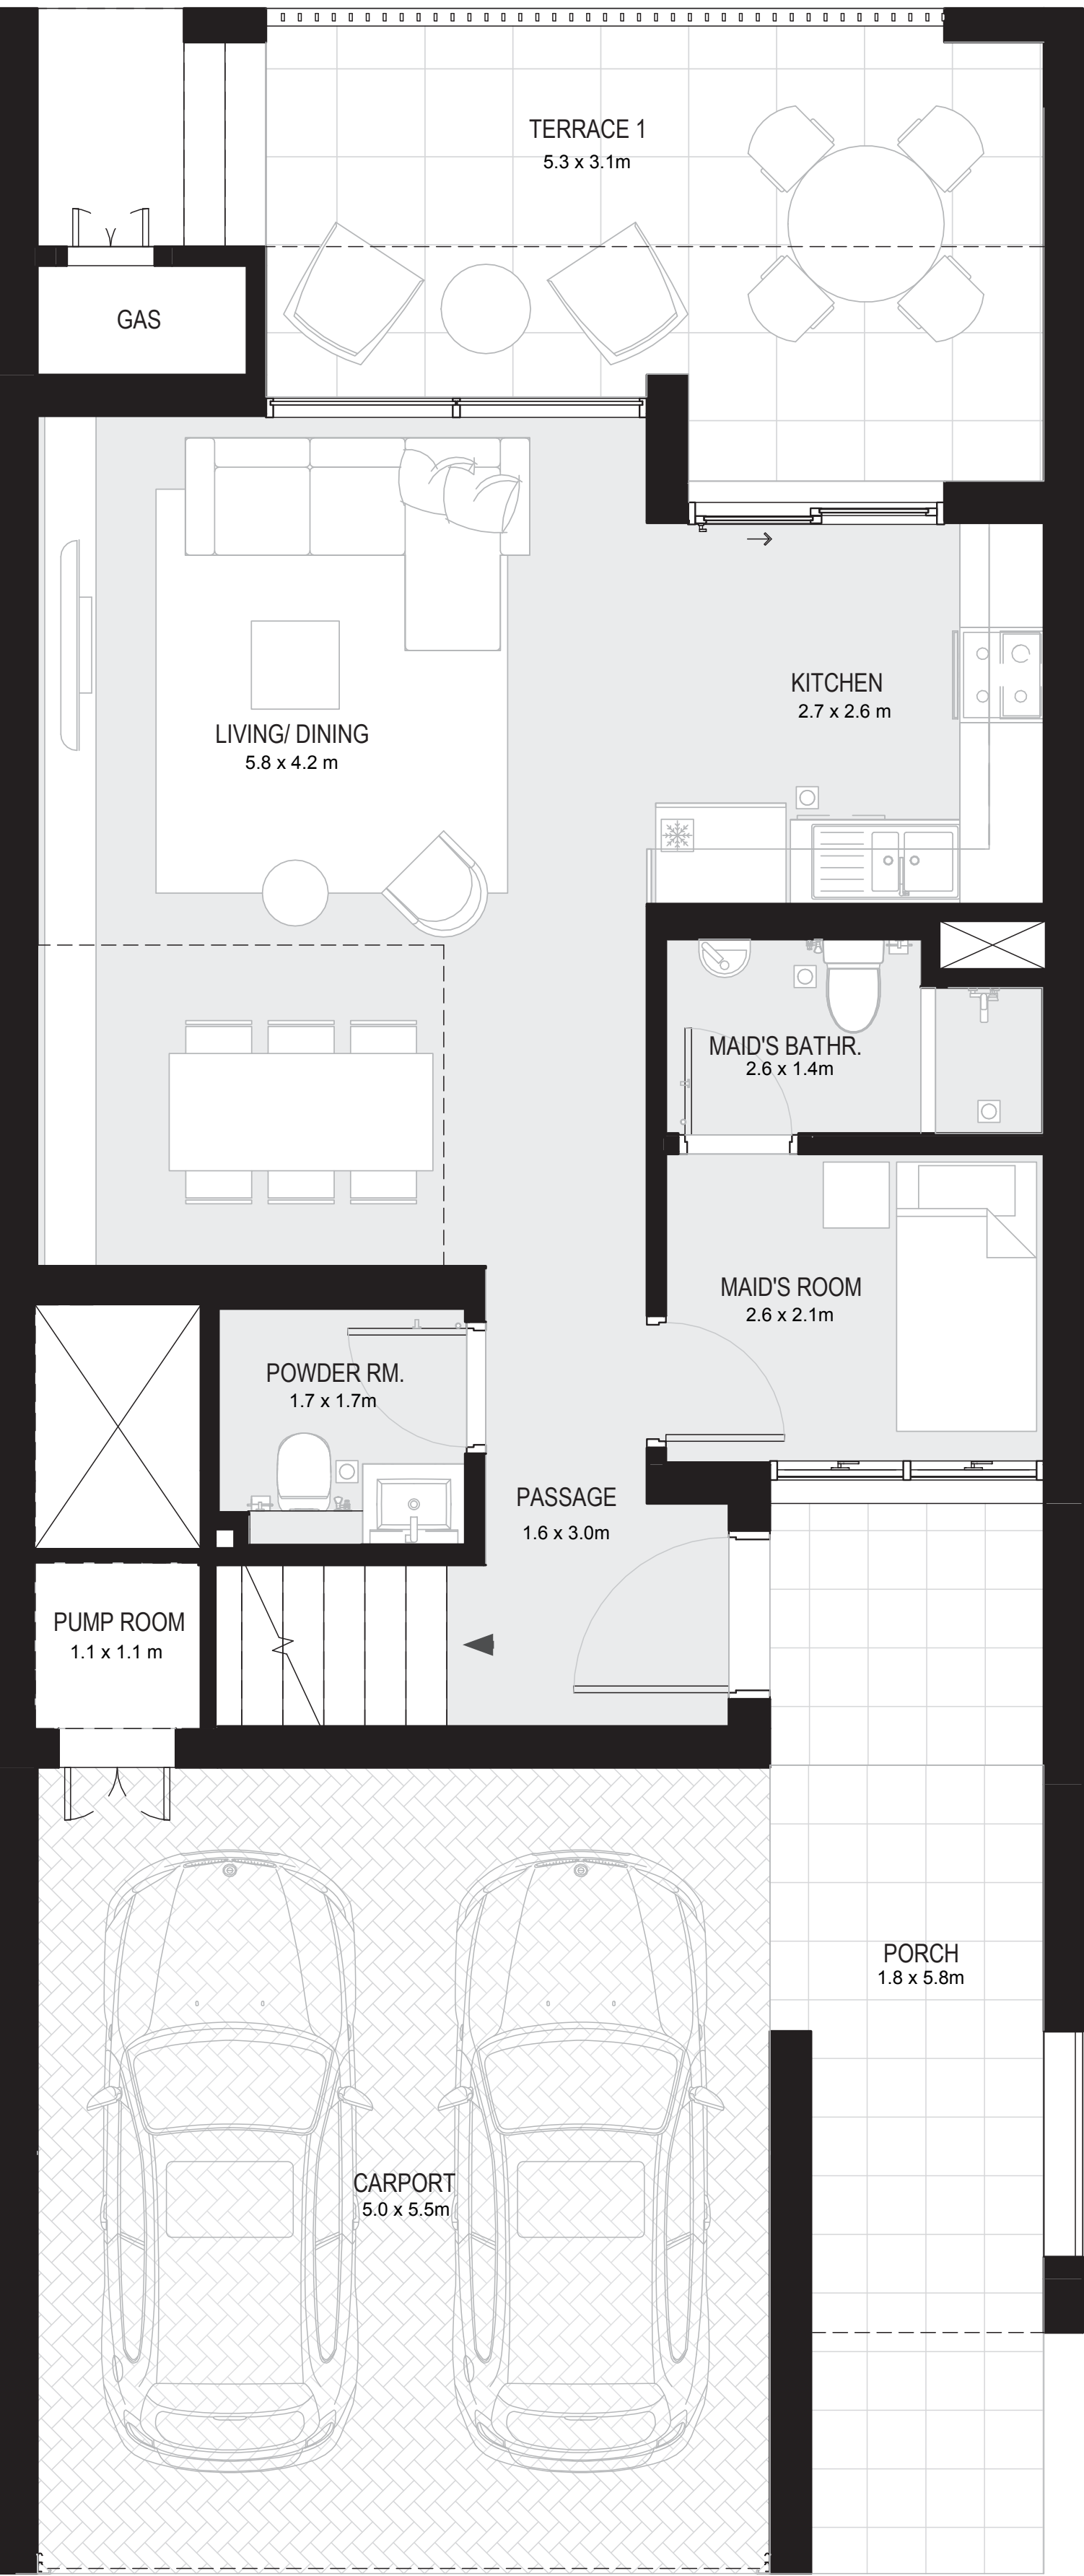 TERRACE 1
5.3 x 3.1m
GAS
KITCHEN
2.7 x 2.6 m
LIVING/ DINING
5.8 x 4.2 m
MAID'S BATHR.
2.6 x 1.4m
MAID'S ROOM
2.6 x 2.1m
POWDER RM.
1.7 x 1.7m
PASSAGE
1.6 x 3.0m
PUMP ROOM
1.1 x 1.1 m
PORCH
1.8 x 5.8m
CARPORT
5.0 x 5.5m